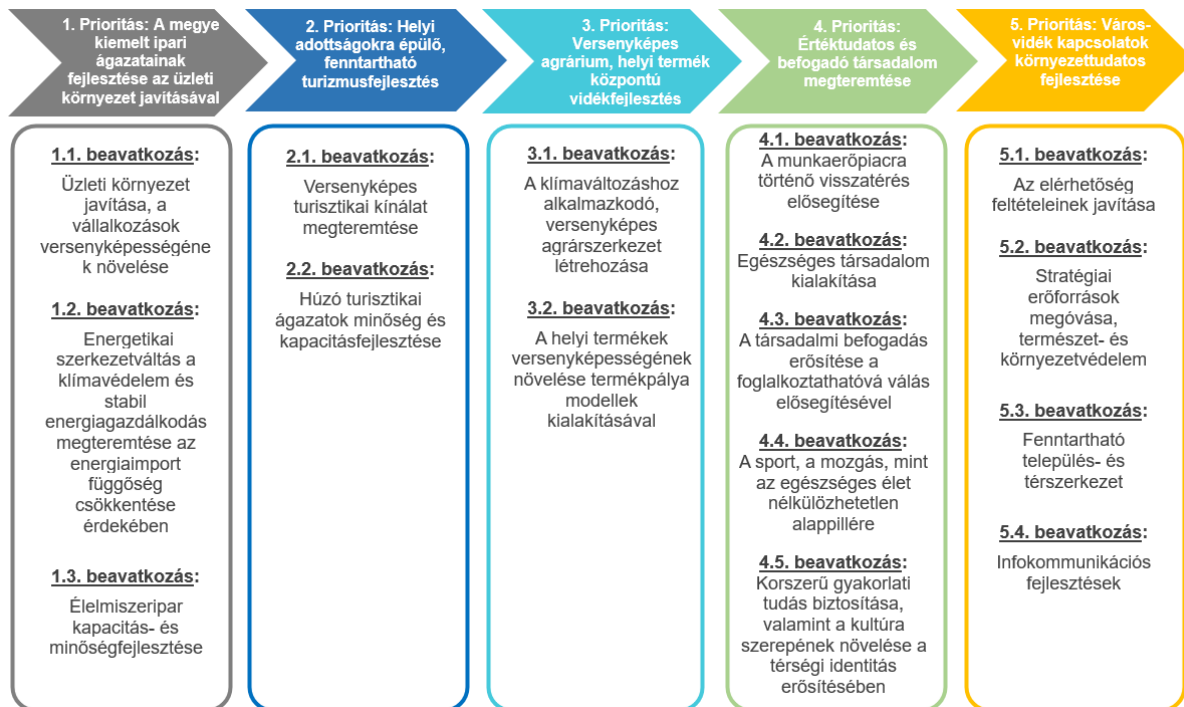 1. Prioritás: A megye
kiemelt ipari
ágazatainak
fejlesztése az üzleti
környezet javításával
2. Prioritás: Helyi
adottságokra épülő,
fenntartható
turizmusfejlesztés
3. Prioritás:
Versenyképes
agrárium, helyi termék
központú
vidékfejlesztés
4. Prioritás:
Értéktudatos és
befogadó társadalom
megteremtése
5. Prioritás: Város-
vidék kapcsolatok
környezettudatos
fejlesztése
1.1. beavatkozás:
Üzleti környezet
javítása, a
vállalkozások
versenyképességéne
k növelése
1.2. beavatkozás:
Energetikai
szerkezetváltás a
klímavédelem és
stabil
energiagazdálkodás
megteremtése az
energiaimport
függőség
csökkentése
érdekében
1.3. beavatkozás:
Élelmiszeripar
kapacitás- és
minőségfejlesztése
2.1. beavatkozás:
Versenyképes
turisztikai kínálat
megteremtése
2.2. beavatkozás:
Húzó turisztikai
ágazatok minőség és
kapacitásfejlesztése
3.1. beavatkozás:
A klímaváltozáshoz
alkalmazkodó,
versenyképes
agrárszerkezet
létrehozása
3.2. beavatkozás:
A helyi termékek
versenyképességének
növelése termékpálya
modellek
kialakításával
4.1. beavatkozás:
A munkaerőpiacra
történő visszatérés
elősegítése
4.2. beavatkozás:
Egészséges társadalom
kialakítása
4.3. beavatkozás:
A társadalmi befogadás
erősítése a
foglalkoztathatóvá válás
elősegítésével
4.4. beavatkozás:
A sport, a mozgás, mint
az egészséges élet
nélkülözhetetlen
alappillére
4.5. beavatkozás:
Korszerű gyakorlati
tudás biztosítása,
valamint a kultúra
szerepének növelése a
térségi identitás
erősítésében
5.1. beavatkozás:
Az elérhetőség
feltételeinek javítása
5.2. beavatkozás:
Stratégiai
erőforrások
megóvása,
természet- és
környezetvédelem
5.3. beavatkozás:
Fenntartható
település- és
térszerkezet
5.4. beavatkozás:
Infokommunikációs
fejlesztések